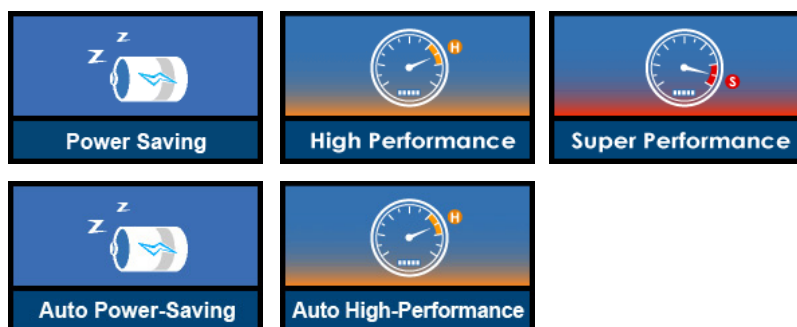 z
Z
Power Saving
H
High Performance
S
Super Performance
z
Z
Auto Power-Saving
H
Auto High-Performance